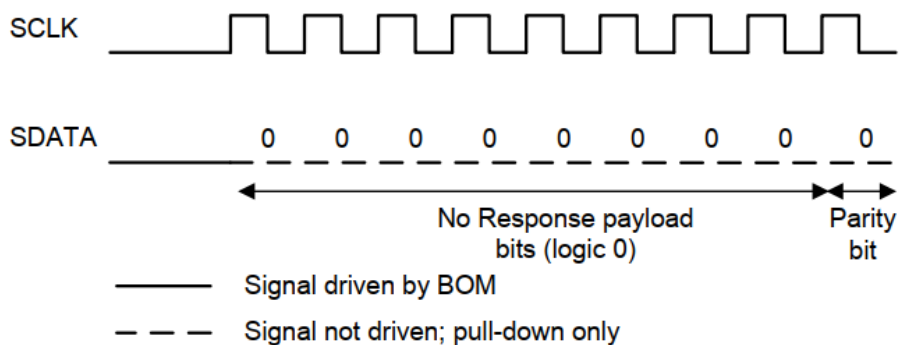 SCLK
SDATA
0 0 0 0 0 0 0 0 0
No Response payload
bits (logic 0)
Parity
bit
Signal driven by BOM
Signal not driven; pull-down only